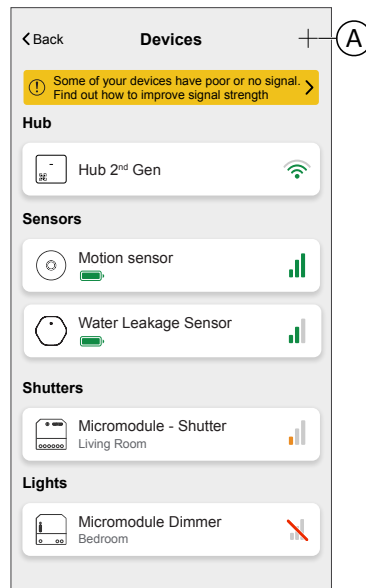 Back
Devices
A
Some of your devices have poor or no signal.
Find out how to improve signal strength
Hub
Hub 2nd Gen
Sensors
Motion sensor
Water Leakage Sensor
Shutters
Micromodule - Shutter
Living Room
Lights
Micromodule Dimmer
Bedroom